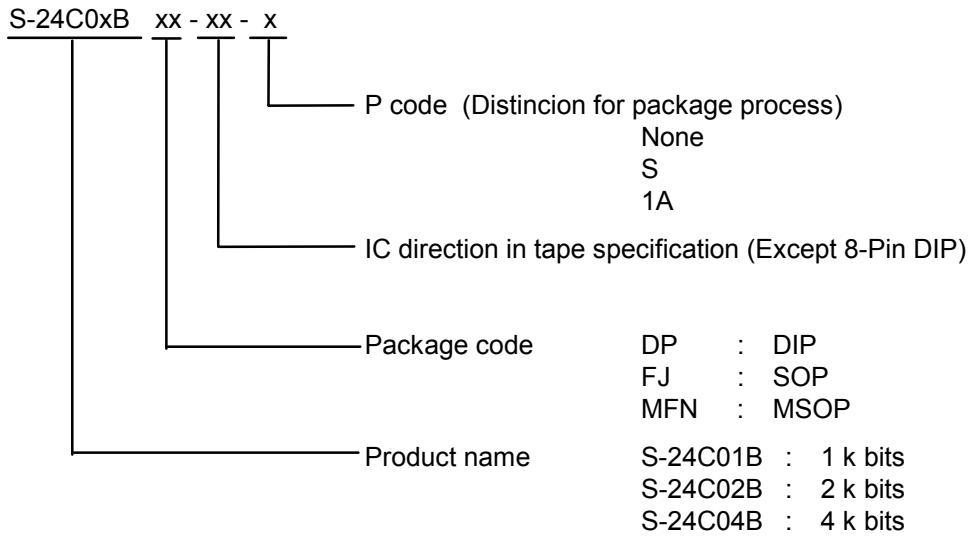 S-24C0xB xx - xx - x
P code (Distincion for package process)
None
S
1A
IC direction in tape specification (Except 8-Pin DIP)
Package code DP : DIP
FJ : SOP
MFN : MSOP
Product name S-24C01B : 1 k bits
S-24C02B : 2 k bits
S-24C04B : 4 k bits